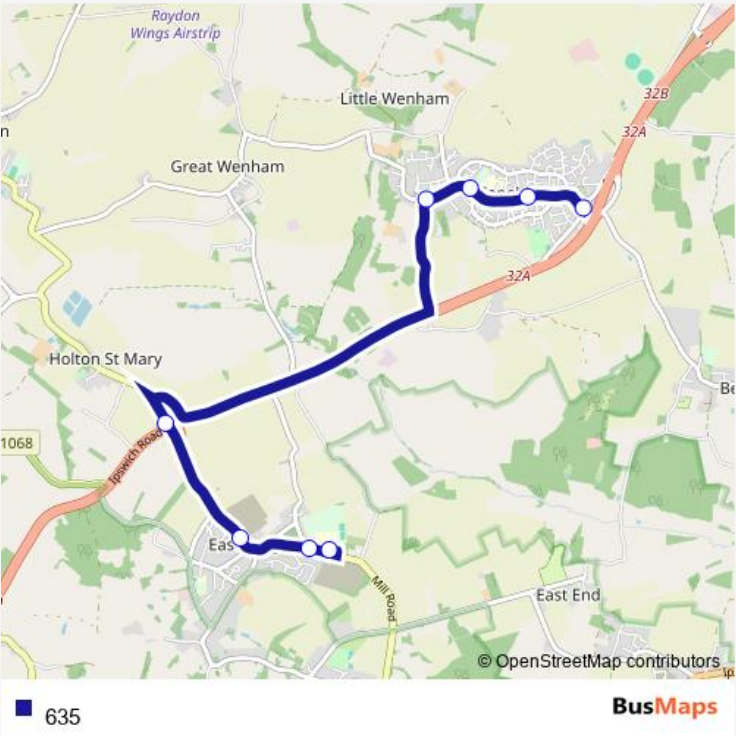 Raydon
Wings Airstrip
Little Wenham
32B
32A
n
Great Wenham
32A
Holton St Mary
Be
1068
Ipswich Road
Eas
Mill Road
East End
© OpenStreetMap contributors
Ip
635
BusMaps